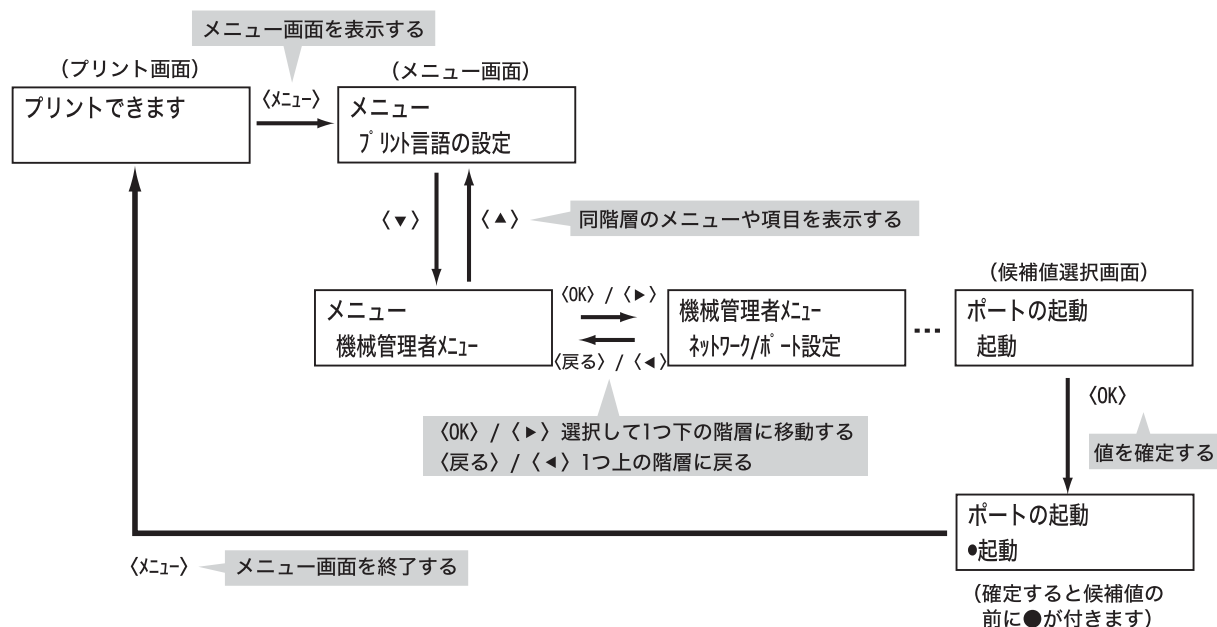 メニュー画面を表示する
(プリント画面)
(メニュー画面)
プリントできます
〈メニュー〉
メニュー
プリント言語の設定
〈▼〉
〈▲〉
同階層のメニューや項目を表示する
(候補値選択画面)
メニュー
機械管理者メニュー
〈OK〉 / 〈▶〉
〈戻る〉 / 〈◀〉
機械管理者メニュー
ネットワーク/ポート設定
...
ポートの起動
起動
〈OK〉 / 〈▶〉 選択して1つ下の階層に移動する
〈戻る〉 / 〈◀〉 1つ上の階層に戻る
〈OK〉
値を確定する
ポートの起動
●起動
〈メニュー〉
メニュー画面を終了する
(確定すると候補値の
前に●が付きます)